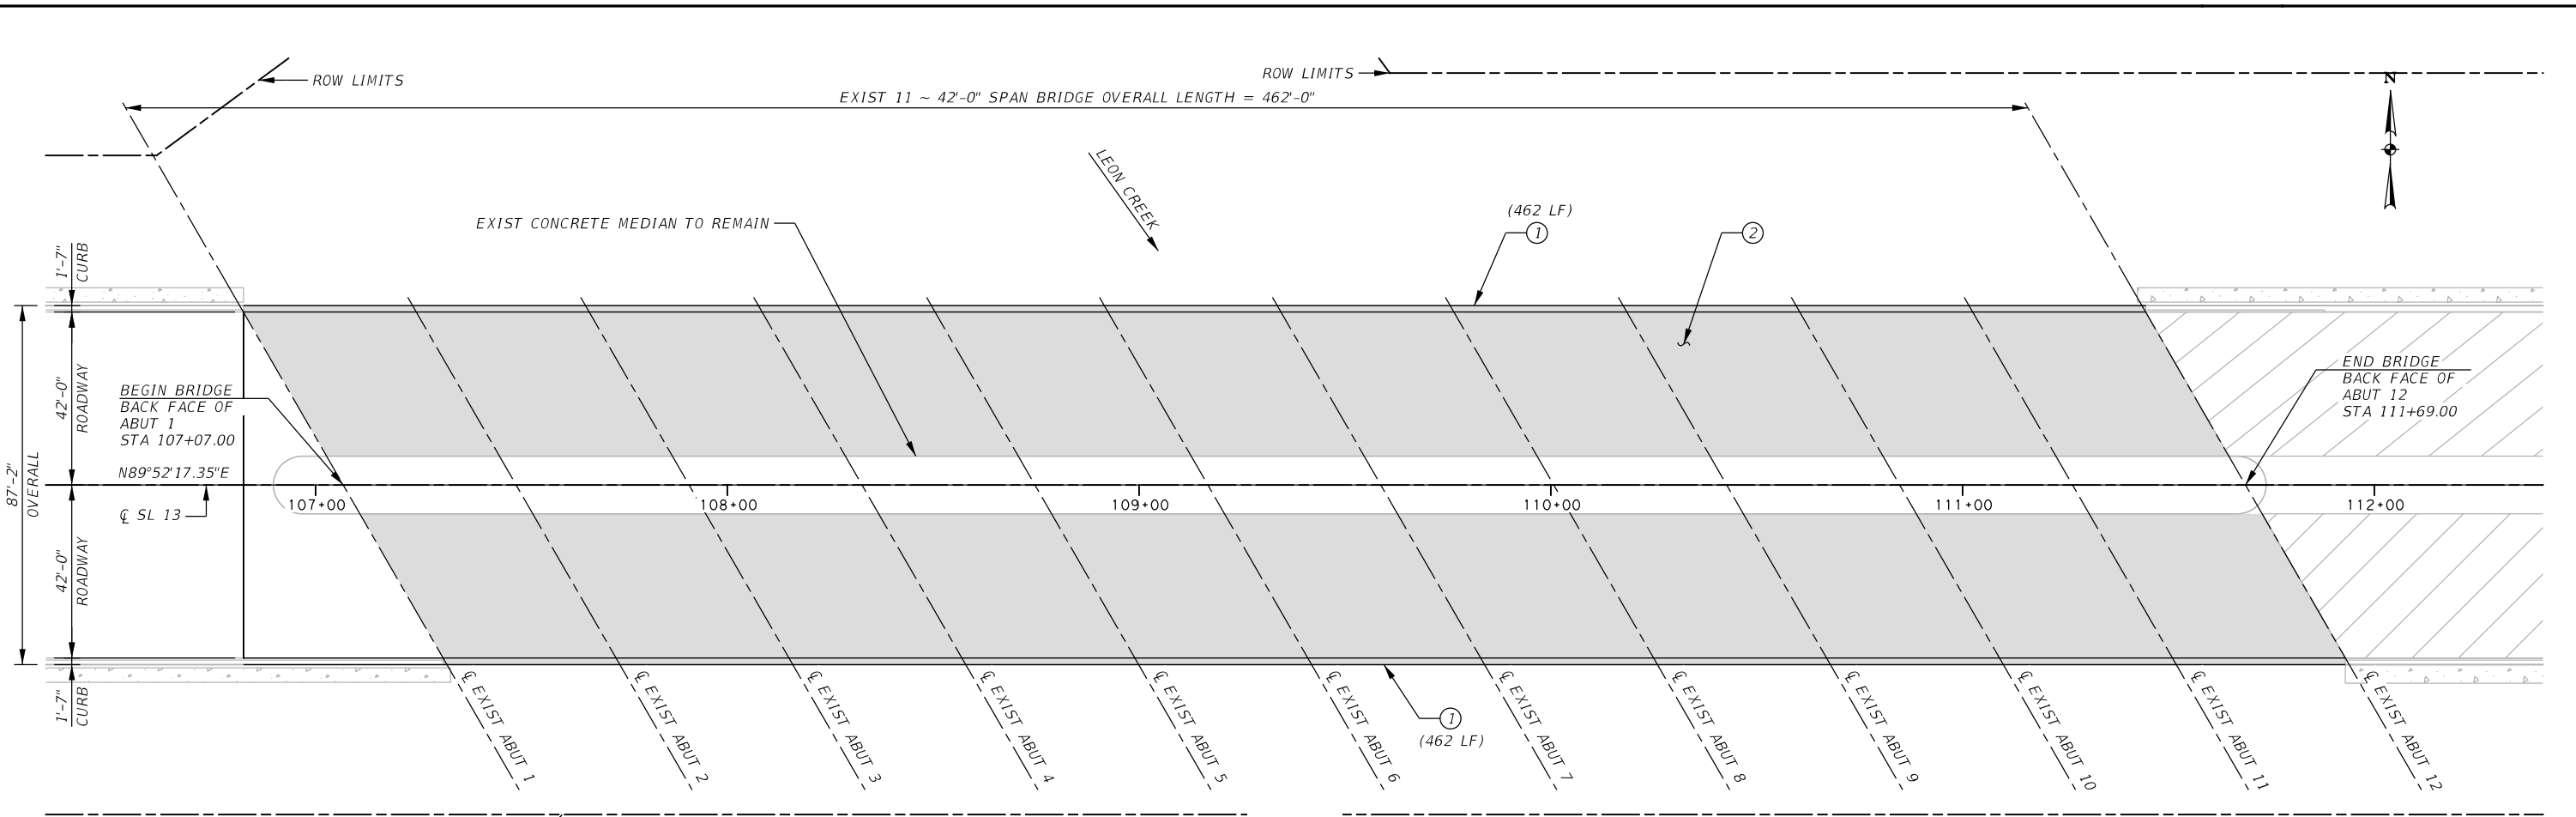 ROW LIMITS
ROW LIMITS
N
EXIST 11 ~ 42'-0" SPAN BRIDGE OVERALL LENGTH = 462'-0"
LEON CREEK
EXIST CONCRETE MEDIAN TO REMAIN
(462 LF)
1
2
1'-7"
CURB
42'-0"
ROADWAY
87'-2"
OVERALL
42'-0"
ROADWAY
1'-7"
CURB
BEGIN BRIDGE
BACK FACE OF
ABUT 1
STA 107+07.00
N89°52'17.35"E
℄ SL 13
END BRIDGE
BACK FACE OF
ABUT 12
STA 111+69.00
107+00
108+00
109+00
110+00
111+00
112+00
1
(462 LF)
℄ EXIST ABUT 1
℄ EXIST ABUT 2
℄ EXIST ABUT 3
℄ EXIST ABUT 4
℄ EXIST ABUT 5
℄ EXIST ABUT 6
℄ EXIST ABUT 7
℄ EXIST ABUT 8
℄ EXIST ABUT 9
℄ EXIST ABUT 10
℄ EXIST ABUT 11
℄ EXIST ABUT 12